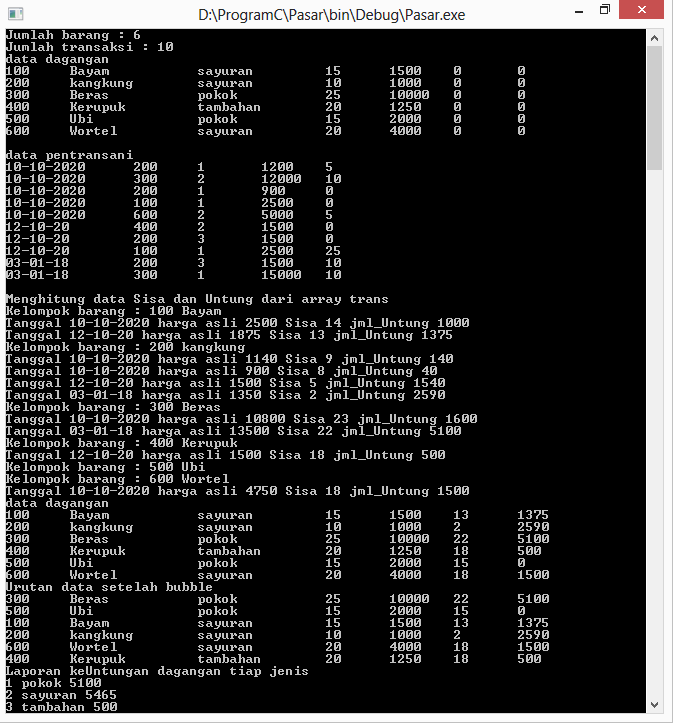 D:\ProgramC\Pasar\bin\Debug\Pasar.exe
Jumlah barang : 6
Jumlah transaksi : 10
data dagangan
100 Bayam sayuran 15 1500 0 0
200 kangkung sayuran 10 1000 0 0
300 Beras pokok 25 10000 0 0
400 Kerupuk tambahan 20 1250 0 0
500 Ubi pokok 15 2000 0 0
600 Wortel sayuran 20 4000 0 0
data pentransani
10-10-2020 200 1 1200 5
10-10-2020 300 2 12000 10
10-10-2020 200 1 900 0
10-10-2020 100 1 2500 0
10-10-2020 600 2 5000 5
12-10-20 400 2 1500 0
12-10-20 200 3 1500 0
12-10-20 100 1 2500 25
03-01-18 200 3 1500 10
03-01-18 300 1 15000 10
Menghitung data Sisa dan Untung dari array trans
Kelompok barang : 100 Bayam
Tanggal 10-10-2020 harga asli 2500 Sisa 14 jml_Untung 1000
Tanggal 12-10-20 harga asli 1875 Sisa 13 jml_Untung 1375
Kelompok barang : 200 kangkung
Tanggal 10-10-2020 harga asli 1140 Sisa 9 jml_Untung 140
Tanggal 10-10-2020 harga asli 900 Sisa 8 jml_Untung 40
Tanggal 12-10-20 harga asli 1500 Sisa 5 jml_Untung 1540
Tanggal 03-01-18 harga asli 1350 Sisa 2 jml_Untung 2590
Kelompok barang : 300 Beras
Tanggal 10-10-2020 harga asli 10800 Sisa 23 jml_Untung 1600
Tanggal 03-01-18 harga asli 13500 Sisa 22 jml_Untung 5100
Kelompok barang : 400 Kerupuk
Tanggal 12-10-20 harga asli 1500 Sisa 18 jml_Untung 500
Kelompok barang : 500 Ubi
Kelompok barang : 600 Wortel
Tanggal 10-10-2020 harga asli 4750 Sisa 18 jml_Untung 1500
data dagangan
100 Bayam sayuran 15 1500 13 1375
200 kangkung sayuran 10 1000 2 2590
300 Beras pokok 25 10000 22 5100
400 Kerupuk tambahan 20 1250 18 500
500 Ubi pokok 15 2000 15 0
600 Wortel sayuran 20 4000 18 1500
Urutan data setelah bubble
300 Beras pokok 25 10000 22 5100
500 Ubi pokok 15 2000 15 0
100 Bayam sayuran 15 1500 13 1375
200 kangkung sayuran 10 1000 2 2590
600 Wortel sayuran 20 4000 18 1500
400 Kerupuk tambahan 20 1250 18 500
Laporan keUntungan dagangan tiap jenis
1 pokok 5100
2 sayuran 5465
3 tambahan 500